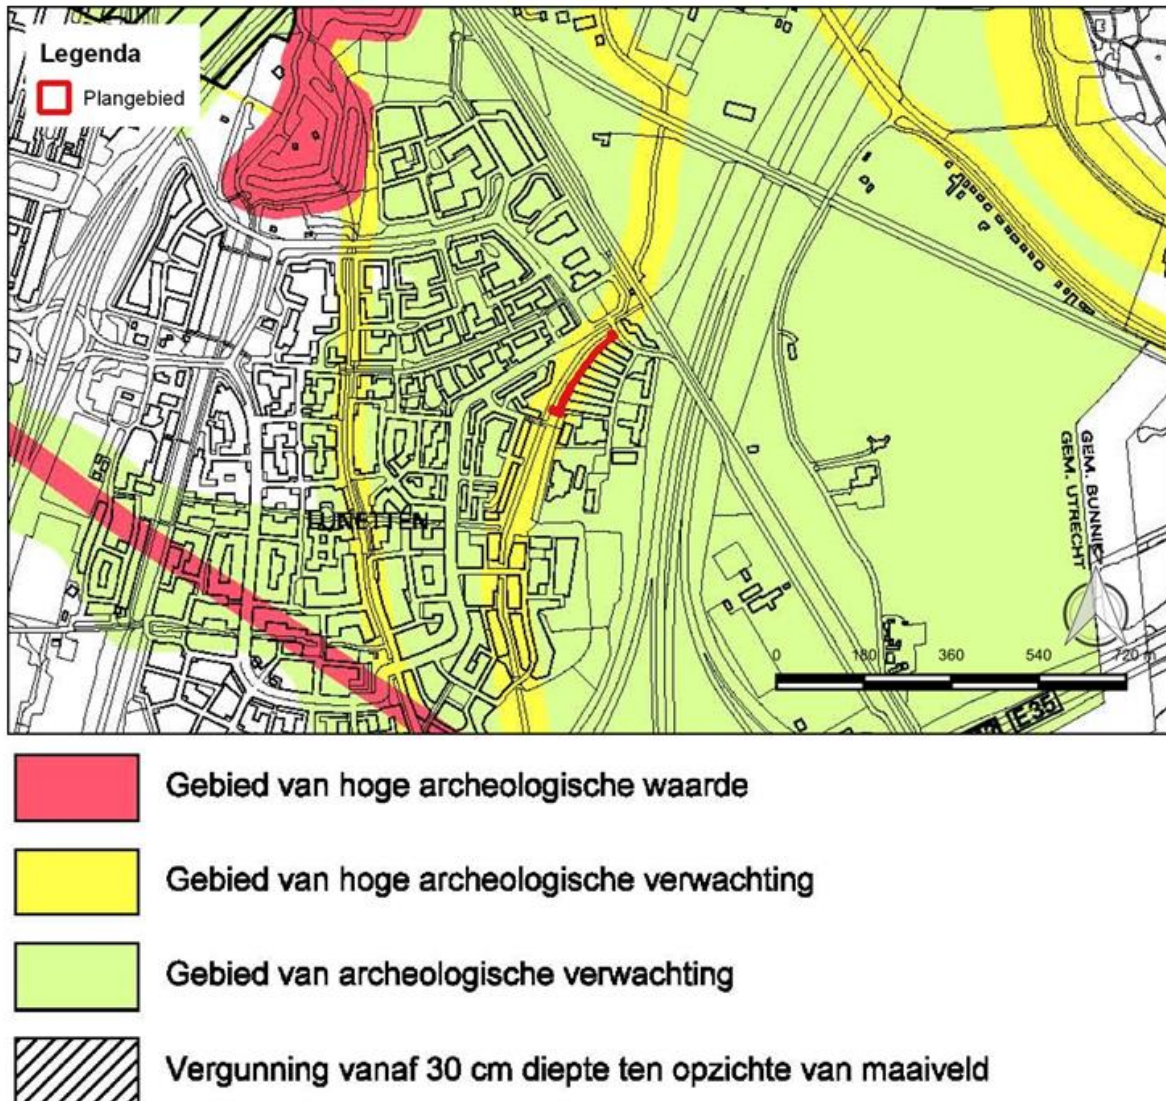 Legenda
Plangebied
LUNETTEN
GEM. BUNNIK
GEM. UTRECHT
0 180 360 540 720 m
E35
Gebied van hoge archeologische waarde
Gebied van hoge archeologische verwachting
Gebied van archeologische verwachting
Vergunning vanaf 30 cm diepte ten opzichte van maaiveld